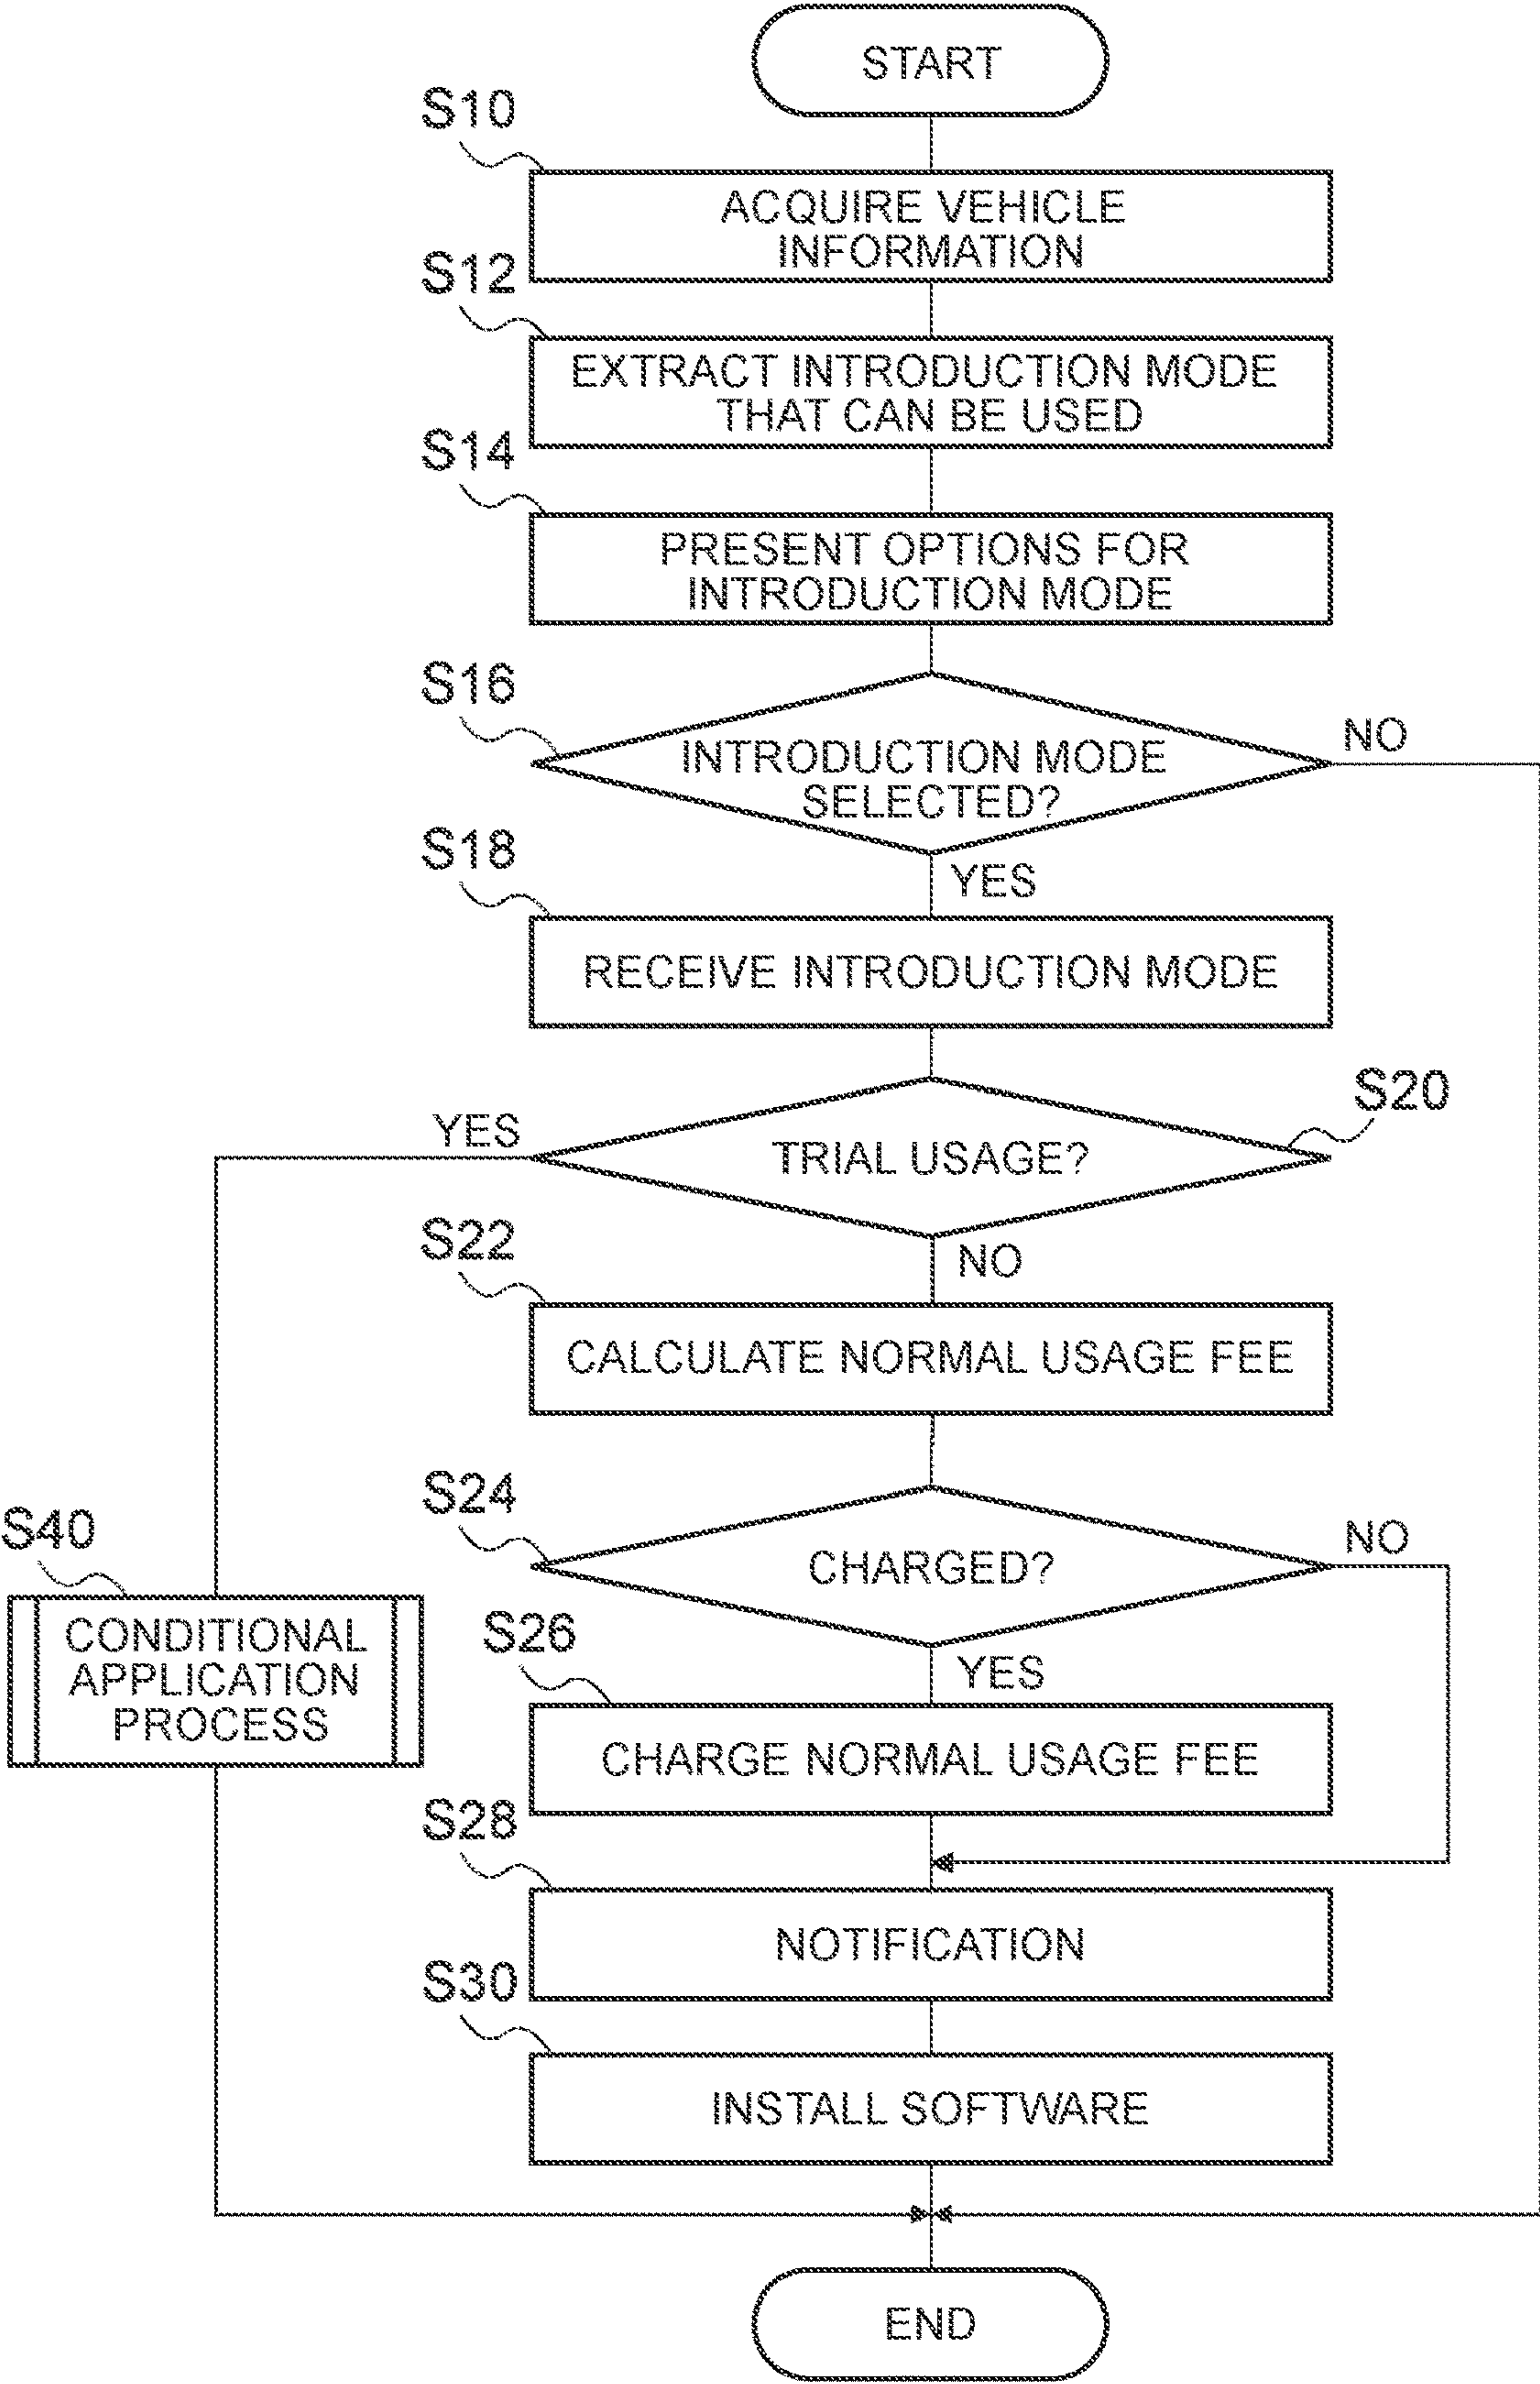 START
S10
ACQUIRE VEHICLE
INFORMATION
S12
EXTRACT INTRODUCTION MODE
THAT CAN BE USED
S14
PRESENT OPTIONS FOR
INTRODUCTION MODE
S16
INTRODUCTION MODE
SELECTED?
NO
YES
S18
RECEIVE INTRODUCTION MODE
S20
TRIAL USAGE?
YES
NO
S22
CALCULATE NORMAL USAGE FEE
S24
CHARGED?
NO
YES
S40
CONDITIONAL
APPLICATION
PROCESS
S26
CHARGE NORMAL USAGE FEE
S28
NOTIFICATION
S30
INSTALL SOFTWARE
END